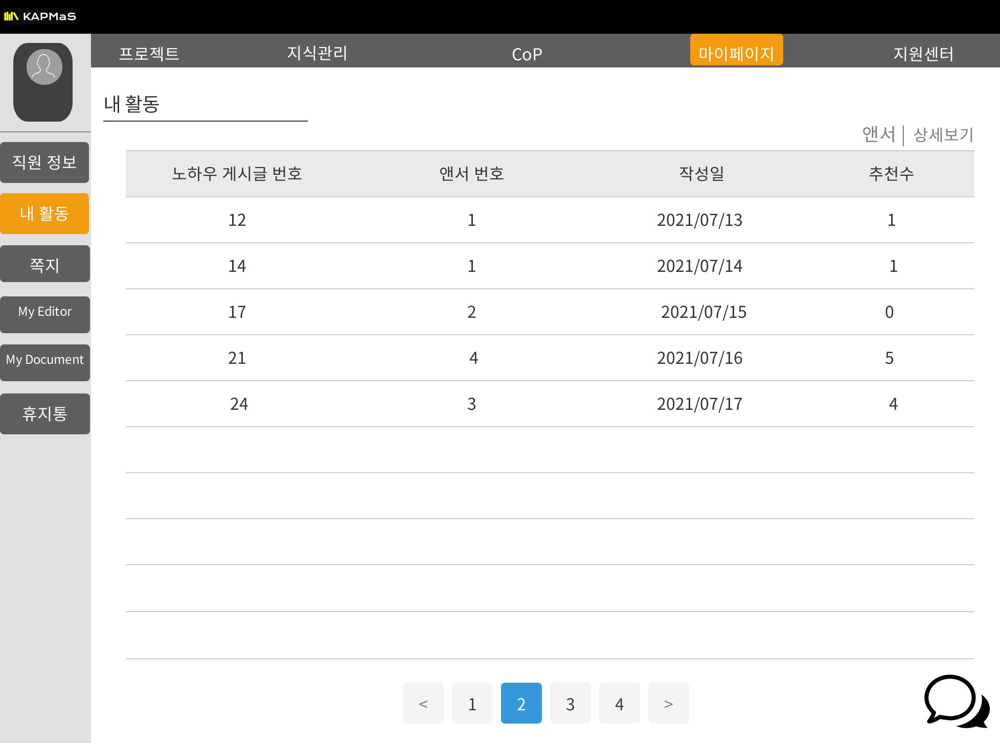 KAPMaS
프로젝트 지식관리 CoP 마이페이지 지원센터
내 활동
앤서 | 상세보기
직원 정보
내 활동
쪽지
My Editor
My Document
휴지통
노하우 게시글 번호 앤서 번호 작성일 추천수
12 1 2021/07/13 1
14 1 2021/07/14 1
17 2 2021/07/15 0
21 4 2021/07/16 5
24 3 2021/07/17 4
< 1 2 3 4 >